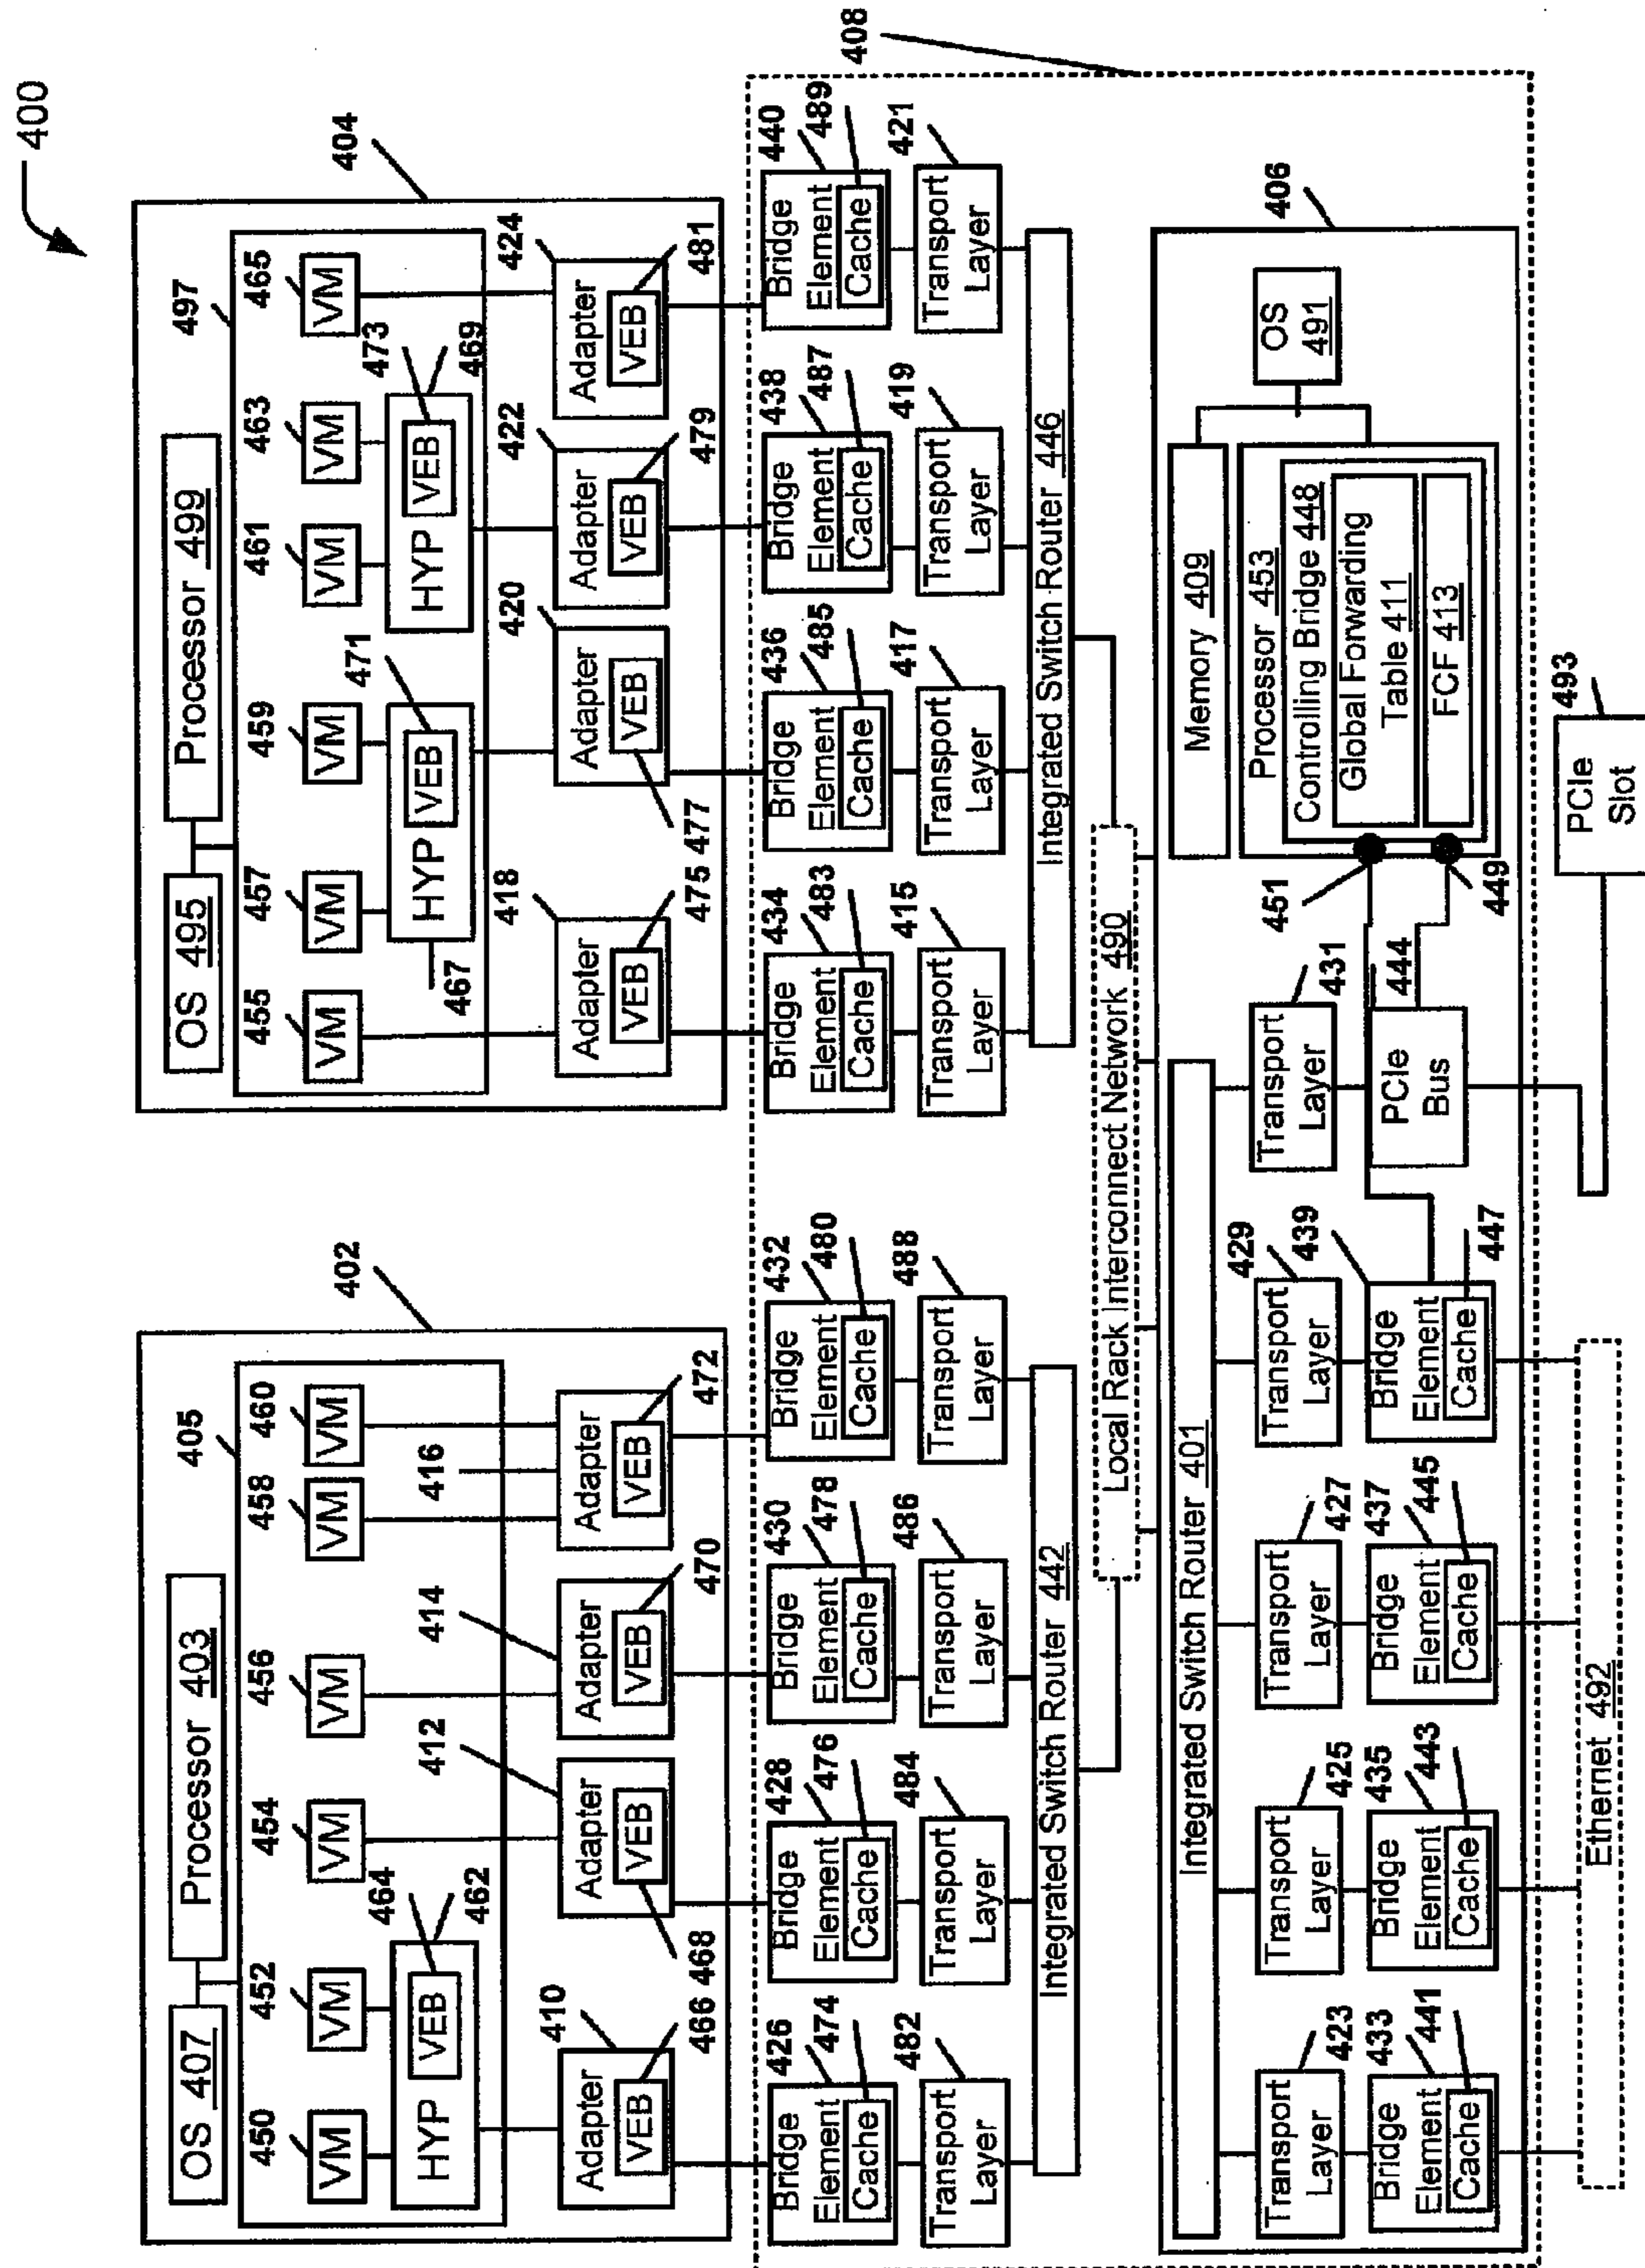 400
402
405
OS 407
Processor 403
450
452
464
462
454
456
458
460
VM
VM
VM
VM
VM
VM
HYP
VEB
410
412
414
416
470
472
Adapter
VEB
Adapter
VEB
Adapter
VEB
Adapter
VEB
466
468
404
497
OS 495
Processor 499
455
457
459
461
463
465
VM
VM
VM
VM
VM
VM
471
473
469
HYP
VEB
HYP
VEB
467
418
420
422
424
Adapter
VEB
Adapter
VEB
Adapter
VEB
Adapter
VEB
475
477
479
481
408
426
474
428
476
430
478
432
480
Bridge
Element
Cache
Bridge
Element
Cache
Bridge
Element
Cache
Bridge
Element
Cache
482
484
486
488
Transport
Layer
Transport
Layer
Transport
Layer
Transport
Layer
Integrated Switch Router 442
434
483
436
485
438
487
440
489
Bridge
Element
Cache
Bridge
Element
Cache
Bridge
Element
Cache
Bridge
Element
Cache
415
417
419
421
Transport
Layer
Transport
Layer
Transport
Layer
Transport
Layer
Integrated Switch Router 446
Local Rack Interconnect Network 490
406
Integrated Switch Router 401
423
425
427
429
431
Transport
Layer
Transport
Layer
Transport
Layer
Transport
Layer
Transport
Layer
433
441
435
443
437
445
439
447
Bridge
Element
Cache
Bridge
Element
Cache
Bridge
Element
Cache
Bridge
Element
Cache
444
PCIe
Bus
451
449
Memory 409
Processor 453
Controlling Bridge 448
Global Forwarding
Table 411
FCF 413
OS
491
Ethernet 492
493
PCIe
Slot